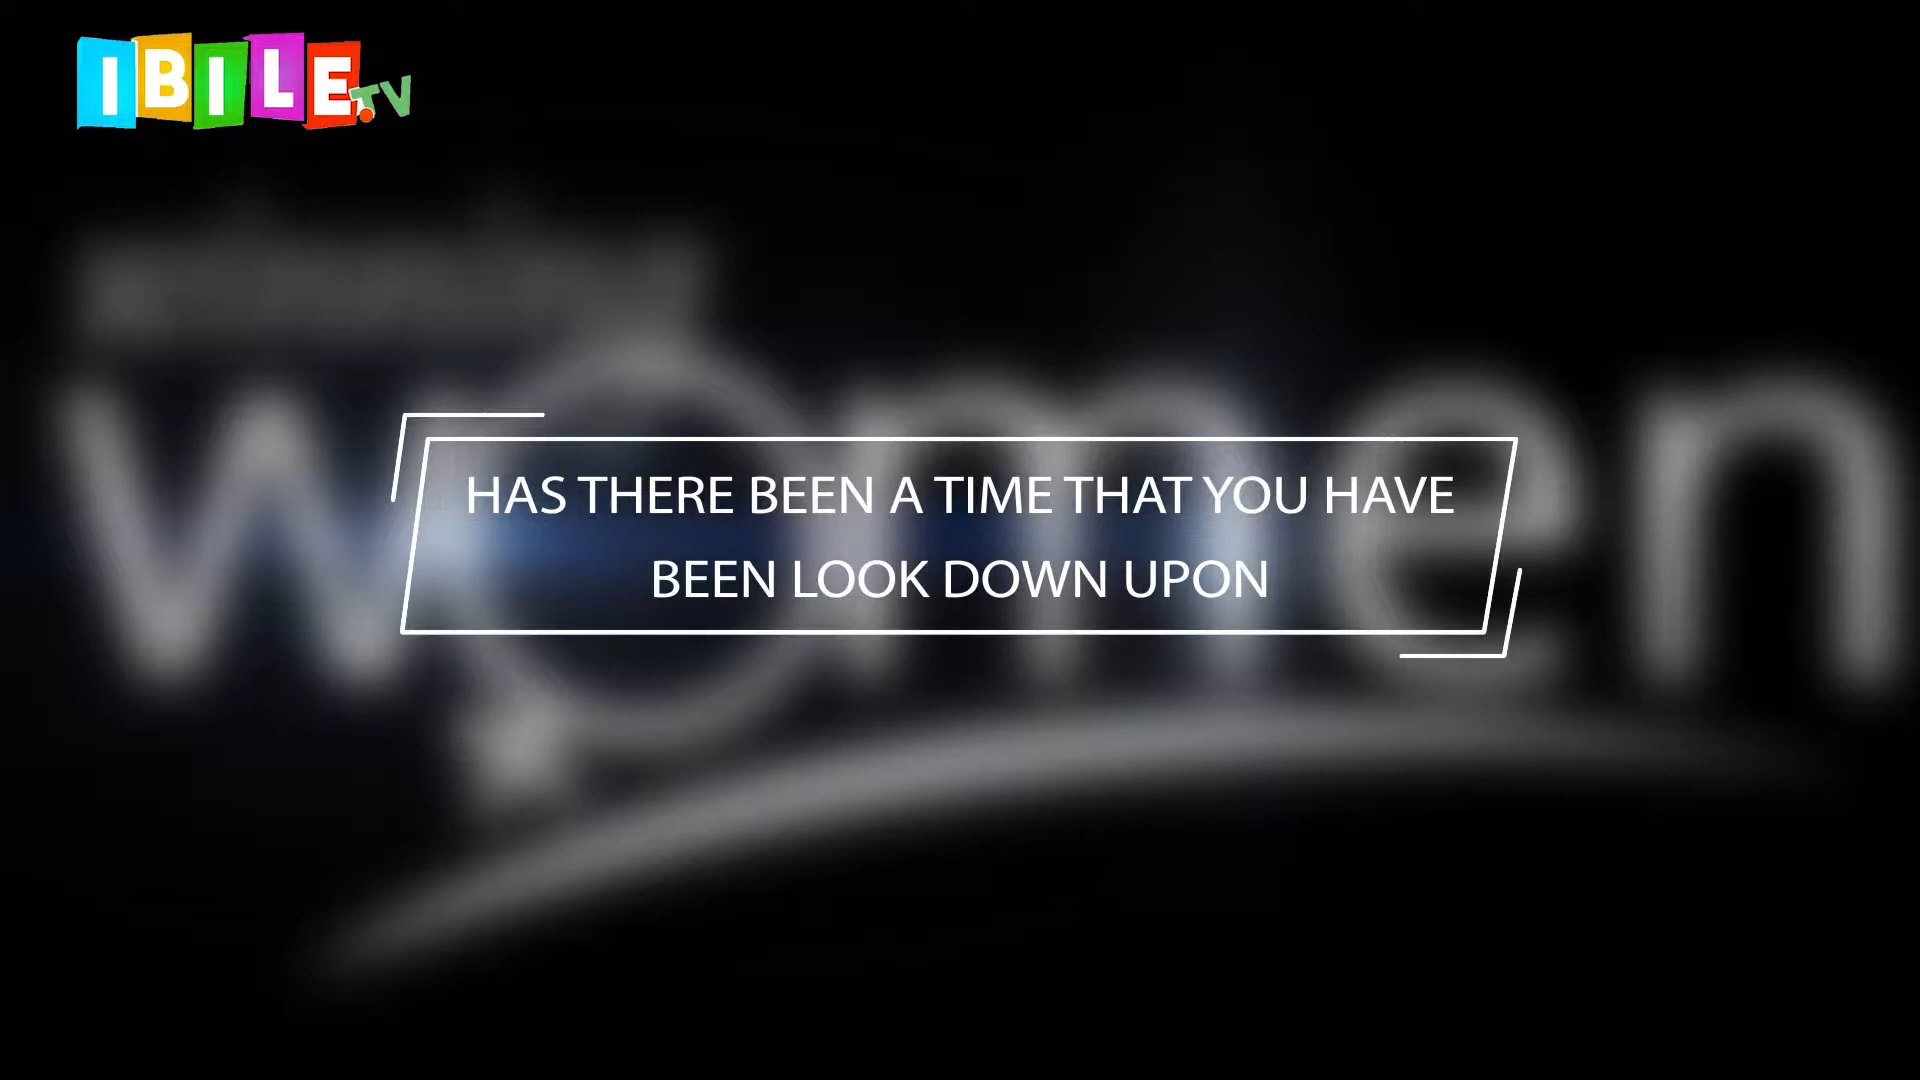 IBILE.TV
women
HAS THERE BEEN A TIME THAT YOU HAVE
BEEN LOOK DOWN UPON